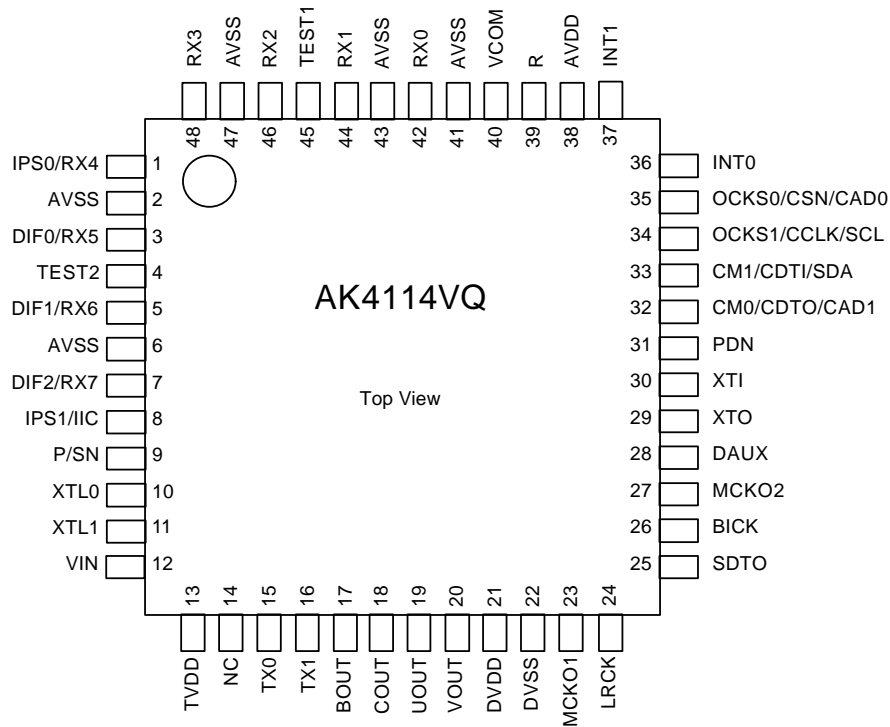 RX3 AVSS RX2 TEST1 RX1 AVSS RX0 AVSS VCOM R AVDD INT1
48 47 46 45 44 43 42 41 40 39 38 37
IPS0/RX4 1 36 INT0
AVSS 2 35 OCKS0/CSN/CAD0
DIF0/RX5 3 34 OCKS1/CCLK/SCL
TEST2 4 33 CM1/CDTI/SDA
DIF1/RX6 5 32 CM0/CDTO/CAD1
AK4114VQ
AVSS 6 31 PDN
DIF2/RX7 7 30 XTI
Top View
IPS1/IIC 8 29 XTO
P/SN 9 28 DAUX
XTL0 10 27 MCKO2
XTL1 11 26 BICK
VIN 12 25 SDTO
13 14 15 16 17 18 19 20 21 22 23 24
TVDD NC TX0 TX1 BOUT COUT UOUT VOUT DVDD DVSS MCKO1 LRCK